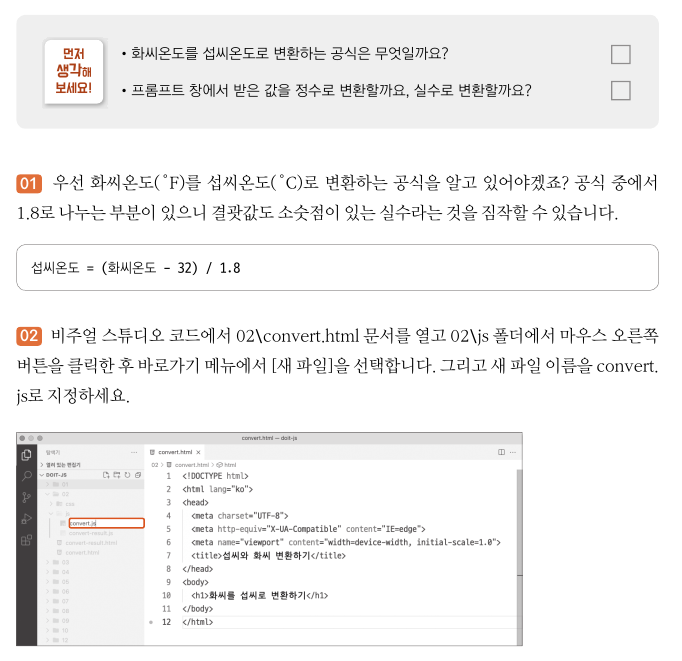 먼저
생각해
보세요!
• 화씨온도를 섭씨온도로 변환하는 공식은 무엇일까요?
• 프롬프트 창에서 받은 값을 정수로 변환할까요, 실수로 변환할까요?
01 우선 화씨온도(˚F)를 섭씨온도(˚C)로 변환하는 공식을 알고 있어야겠죠? 공식 중에서
1.8로 나누는 부분이 있으니 결괏값도 소숫점이 있는 실수라는 것을 짐작할 수 있습니다.
섭씨온도 = (화씨온도 - 32) / 1.8
02 비주얼 스튜디오 코드에서 02\convert.html 문서를 열고 02\js 폴더에서 마우스 오른쪽
버튼을 클릭한 후 바로가기 메뉴에서 [새 파일]을 선택합니다. 그리고 새 파일 이름을 convert.
js로 지정하세요.
convert.html — doit-js
탐색기
열려 있는 편집기
DOIT-JS
01
02
css
js
convert.js
convert-result.js
convert-result.html
convert.html
03
04
05
06
07
08
09
10
12
convert.html ×
02 > convert.html > html
1 <!DOCTYPE html>
2 <html lang="ko">
3 <head>
4 <meta charset="UTF-8">
5 <meta http-equiv="X-UA-Compatible" content="IE=edge">
6 <meta name="viewport" content="width=device-width, initial-scale=1.0">
7 <title>섭씨와 화씨 변환하기</title>
8 </head>
9 <body>
10 <h1>화씨를 섭씨로 변환하기</h1>
11 </body>
12 </html>